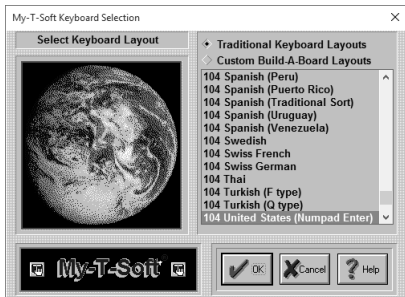 My-T-Soft Keyboard Selection
Select Keyboard Layout
Traditional Keyboard Layouts
Custom Build-A-Board Layouts
104 Spanish (Peru)
104 Spanish (Puerto Rico)
104 Spanish (Traditional Sort)
104 Spanish (Uruguay)
104 Spanish (Venezuela)
104 Swedish
104 Swiss French
104 Swiss German
104 Thai
104 Turkish (F type)
104 Turkish (Q type)
104 United States (Numpad Enter)
My-T-Soft
OK
Cancel
Help